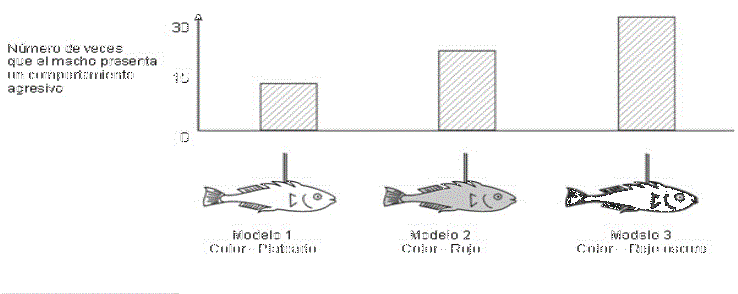 30
Número de veces
que el macho presenta
un comportamiento
agresivo
15
0
Modelo 1
Color - Plateado
Modelo 2
Color - Rojo
Modelo 3
Color - Rojo oscuro